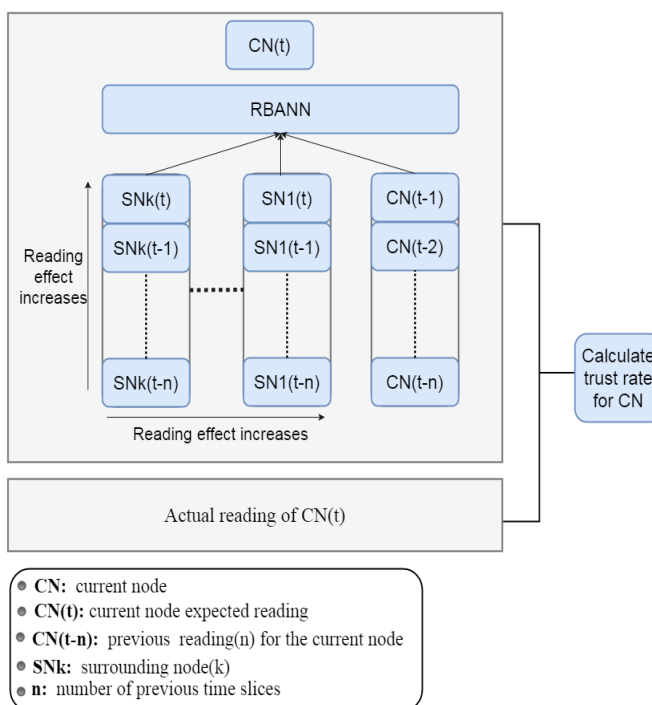 CN(t)
RBANN
SNk(t) SN1(t) CN(t-1)
SNk(t-1) SN1(t-1) CN(t-2)
Reading
effect
increases
SNk(t-n) SN1(t-n) CN(t-n)
Reading effect increases
Calculate
trust rate
for CN
Actual reading of CN(t)
CN: current node
CN(t): current node expected reading
CN(t-n): previous reading(n) for the current node
SNk: surrounding node(k)
n: number of previous time slices